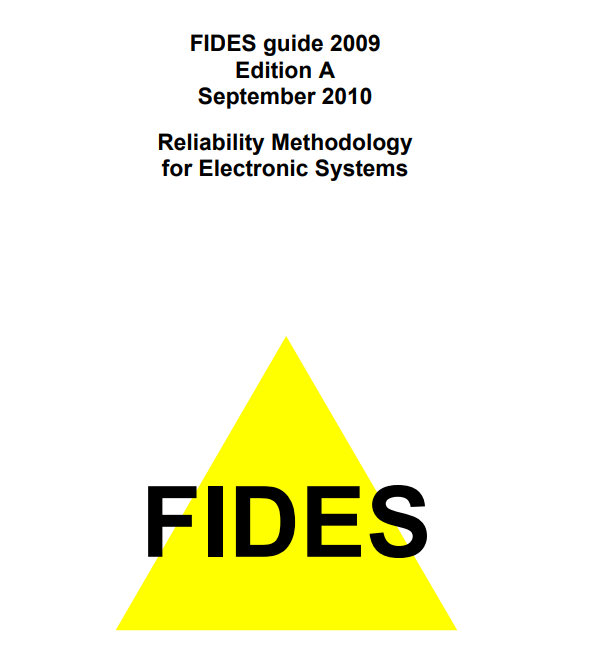 FIDES guide 2009
Edition A
September 2010
Reliability Methodology
for Electronic Systems
FIDES